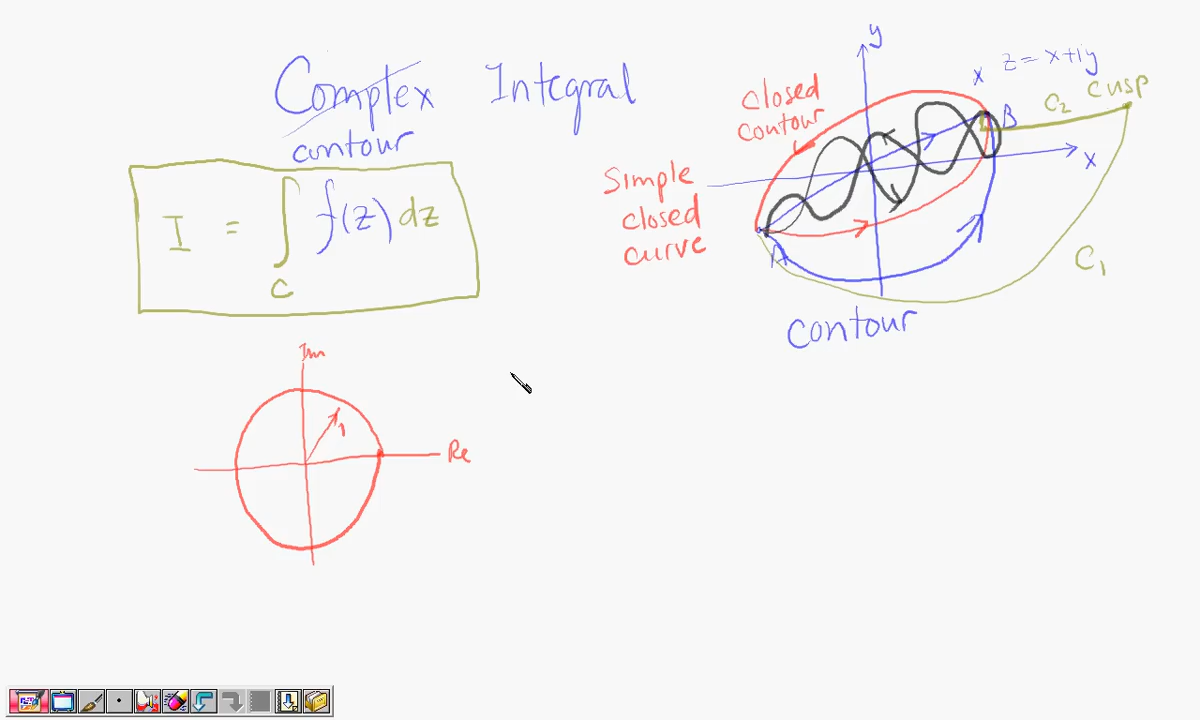 Complex Integral
contour
I = ∫ f(z) dz
C
Im
1
Re
y
x z = x+iy
closed
contour
C2 cusp
B
x
Simple
closed
curve
A
C1
contour